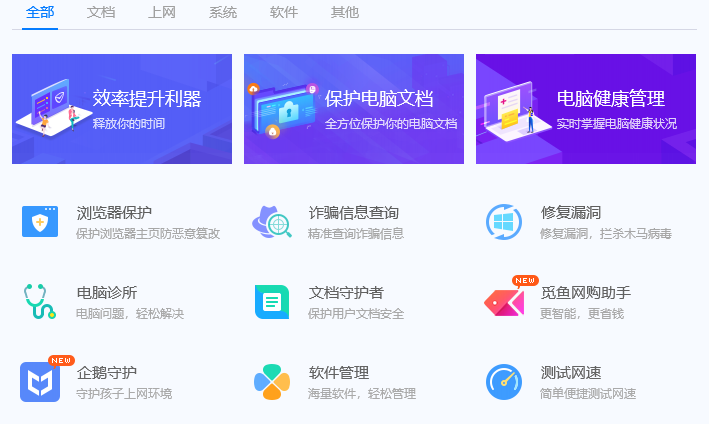 全部 文档 上网 系统 软件 其他
效率提升利器 保护电脑文档 电脑健康管理
释放你的时间 全方位保护你的电脑文档 实时掌握电脑健康状况
浏览器保护 诈骗信息查询 修复漏洞
保护浏览器主页防恶意篡改 精准查询诈骗信息 修复漏洞，拦杀木马病毒
NEW
电脑诊所 文档守护者 觅鱼网购助手
电脑问题，轻松解决 保护用户文档安全 更智能，更省钱
NEW
企鹅守护 软件管理 测试网速
守护孩子上网环境 海量软件，轻松管理 简单便捷测试网速